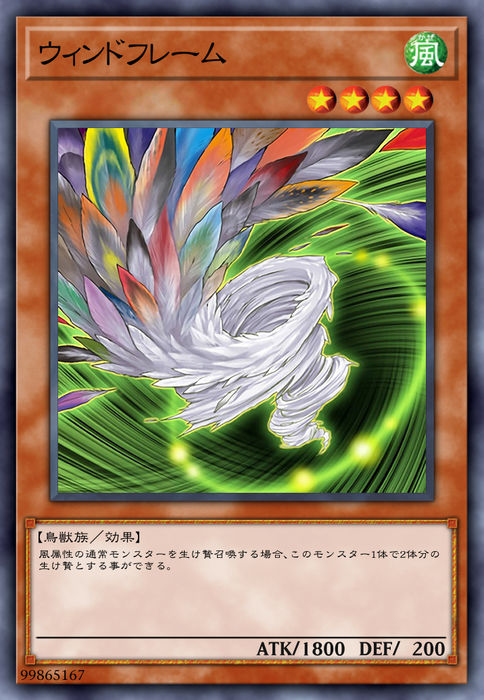 ウィンドフレーム
かぜ
風
【鳥獣族／効果】
風属性の通常モンスターを生け贄召喚する場合、このモンスター1体で2体分の
生け贄とする事ができる。
ATK/1800 DEF/ 200
99865167